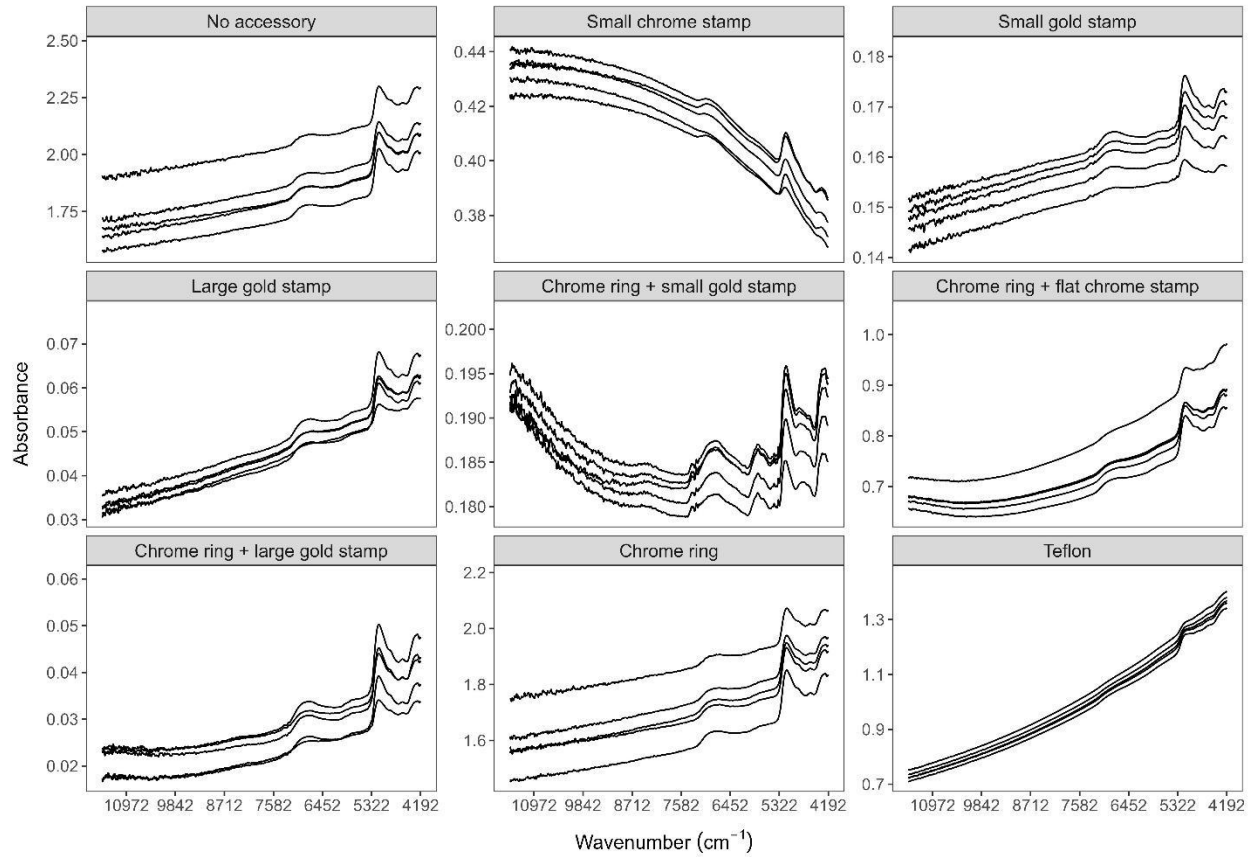 No accessory
Small chrome stamp
Small gold stamp
2.50
2.25
2.00
1.75
0.44
0.42
0.40
0.38
0.18
0.17
0.16
0.15
0.14
Large gold stamp
Chrome ring + small gold stamp
Chrome ring + flat chrome stamp
0.07
0.06
0.05
0.04
0.03
0.200
0.195
0.190
0.185
0.180
1.0
0.9
0.8
0.7
Absorbance
Chrome ring + large gold stamp
Chrome ring
Teflon
0.06
0.05
0.04
0.03
0.02
2.2
2.0
1.8
1.6
1.3
1.1
0.9
0.7
10972 9842 8712 7582 6452 5322 4192
10972 9842 8712 7582 6452 5322 4192
10972 9842 8712 7582 6452 5322 4192
Wavenumber (cm⁻¹)